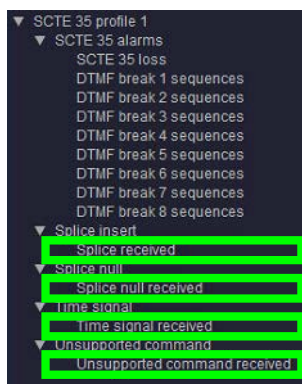 SCTE 35 profile 1
SCTE 35 alarms
SCTE 35 loss
DTMF break 1 sequences
DTMF break 2 sequences
DTMF break 3 sequences
DTMF break 4 sequences
DTMF break 5 sequences
DTMF break 6 sequences
DTMF break 7 sequences
DTMF break 8 sequences
Splice insert
Splice received
Splice null
Splice null received
Time signal
Time signal received
Unsupported command
Unsupported command received